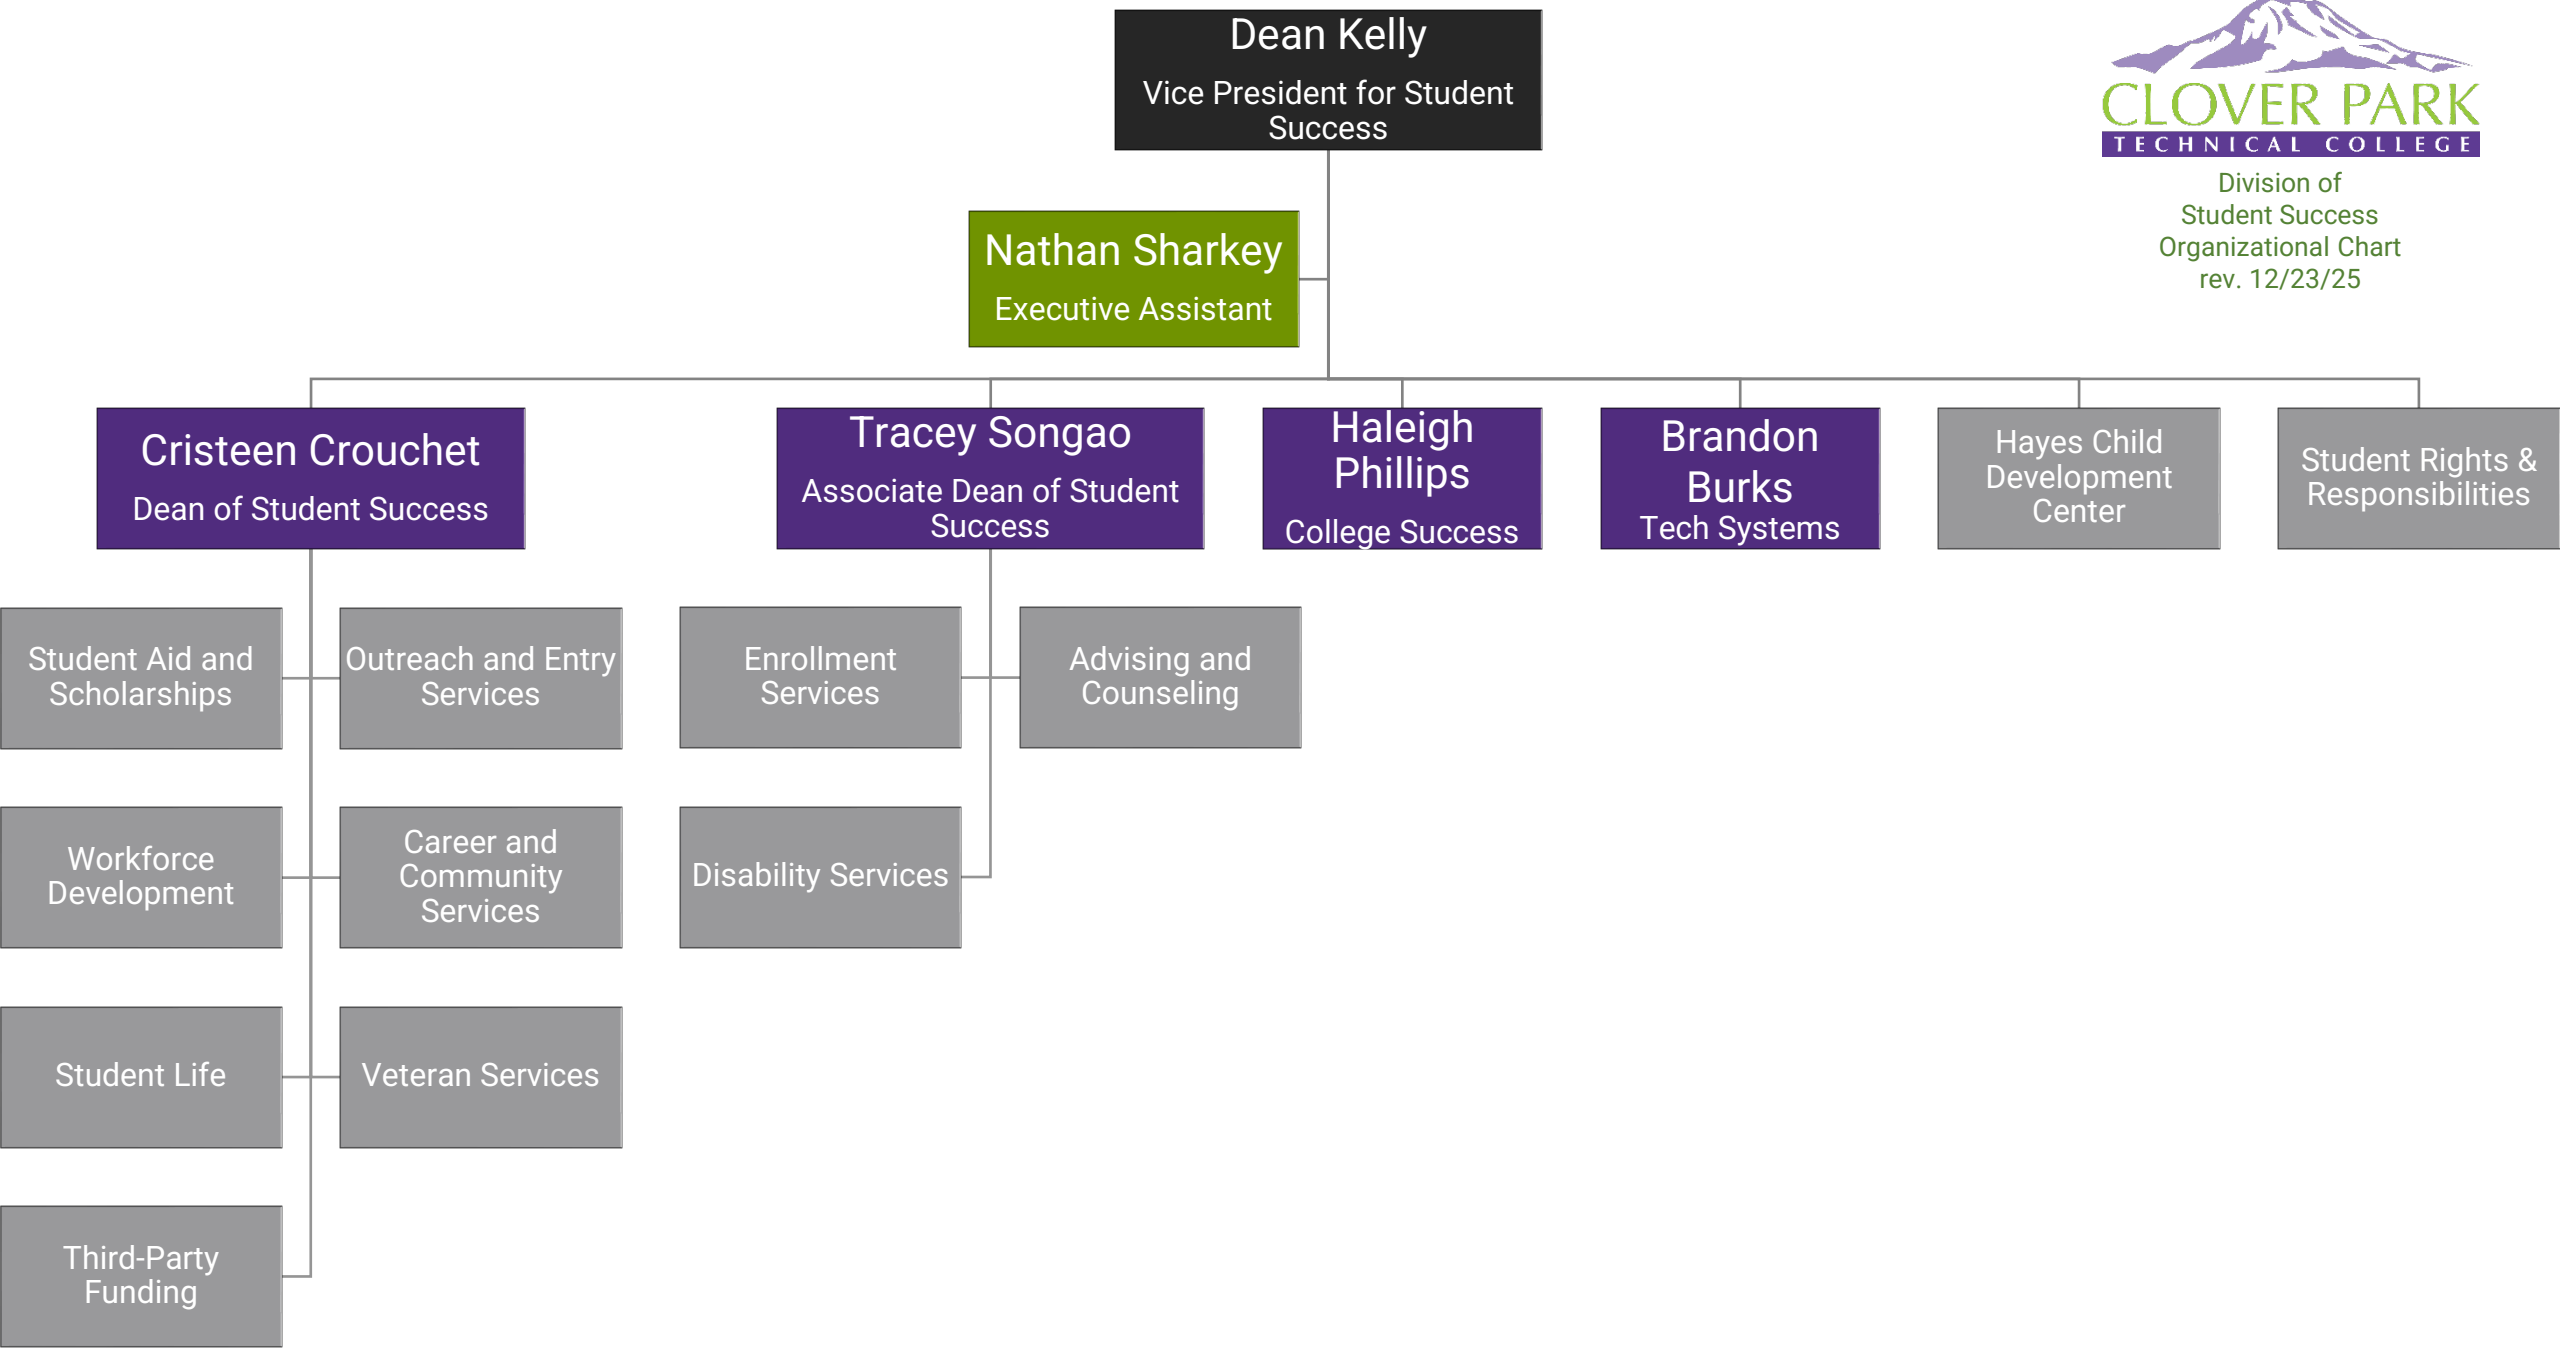 Dean Kelly
Vice President for Student
Success
CLOVER PARK
TECHNICAL COLLEGE
Division of
Student Success
Organizational Chart
rev. 12/23/25
Nathan Sharkey
Executive Assistant
Cristeen Crouchet
Dean of Student Success
Tracey Songao
Associate Dean of Student
Success
Haleigh
Phillips
College Success
Brandon
Burks
Tech Systems
Hayes Child
Development
Center
Student Rights &
Responsibilities
Student Aid and
Scholarships
Outreach and Entry
Services
Enrollment
Services
Advising and
Counseling
Workforce
Development
Career and
Community
Services
Disability Services
Student Life
Veteran Services
Third-Party
Funding